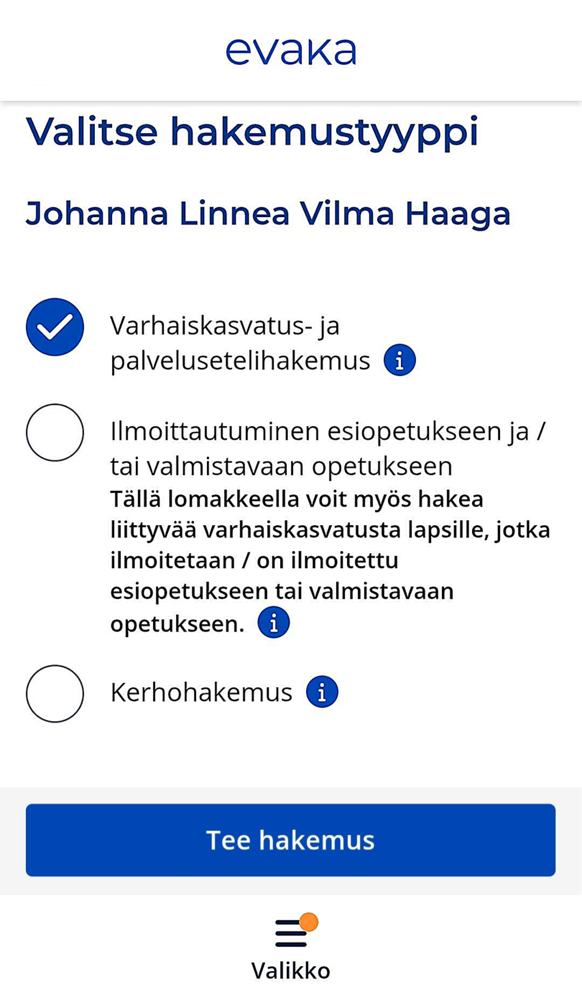 evaka
Valitse hakemustyyppi
Johanna Linnea Vilma Haaga
Varhaiskasvatus- ja
palvelusetelihakemus
Ilmoittautuminen esiopetukseen ja /
tai valmistavaan opetukseen
Tällä lomakkeella voit myös hakea
liittyvää varhaiskasvatusta lapsille, jotka
ilmoitetaan / on ilmoitettu
esiopetukseen tai valmistavaan
opetukseen.
Kerhohakemus
Tee hakemus
Valikko